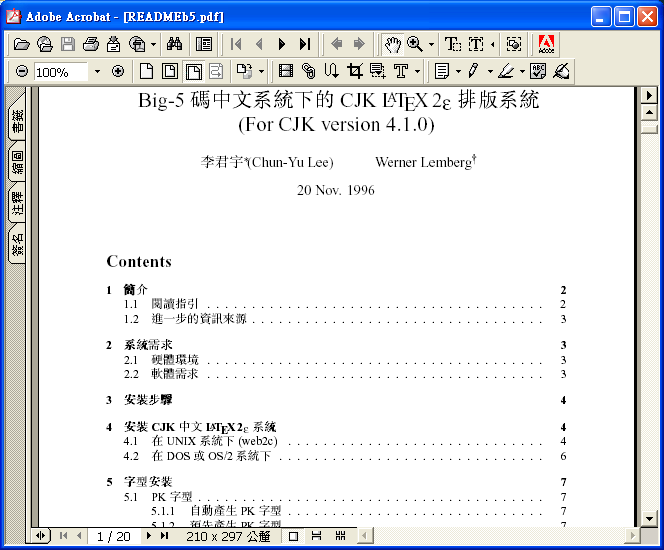 Adobe Acrobat - [READMEb5.pdf]
100%
書籤
縮圖
注釋
簽名
Big-5 碼中文系統下的 CJK LATEX 2ε 排版系統
(For CJK version 4.1.0)
李君宇*(Chun-Yu Lee) Werner Lemberg†
20 Nov. 1996
Contents
1 簡介 2
1.1 閱讀指引 . . . . . . . . . . . . . . . . . . . . . . . . . . . . . . . . . . 2
1.2 進一步的資訊來源 . . . . . . . . . . . . . . . . . . . . . . . . . . . . . 3
2 系統需求 3
2.1 硬體環境 . . . . . . . . . . . . . . . . . . . . . . . . . . . . . . . . . . 3
2.2 軟體需求 . . . . . . . . . . . . . . . . . . . . . . . . . . . . . . . . . . 3
3 安裝步驟 4
4 安裝 CJK 中文 LATEX 2ε 系統 4
4.1 在 UNIX 系統下 (web2c) . . . . . . . . . . . . . . . . . . . . . . . . . . 4
4.2 在 DOS 或 OS/2 系統下 . . . . . . . . . . . . . . . . . . . . . . . . . . . 6
5 字型安裝 7
5.1 PK 字型 . . . . . . . . . . . . . . . . . . . . . . . . . . . . . . . . . . . 7
5.1.1 自動產生 PK 字型 . . . . . . . . . . . . . . . . . . . . . . . . . . 7
5.1.2 預先產生 PK 字型 . . . . . . . . . . . . . . . . . . . . . . . . . . 7
1 / 20 210 x 297 公釐